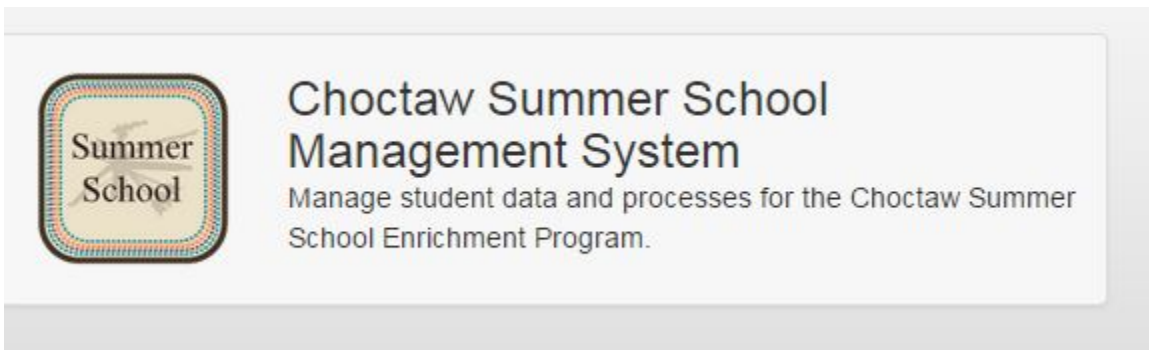 Summer
School
Choctaw Summer School
Management System
Manage student data and processes for the Choctaw Summer
School Enrichment Program.